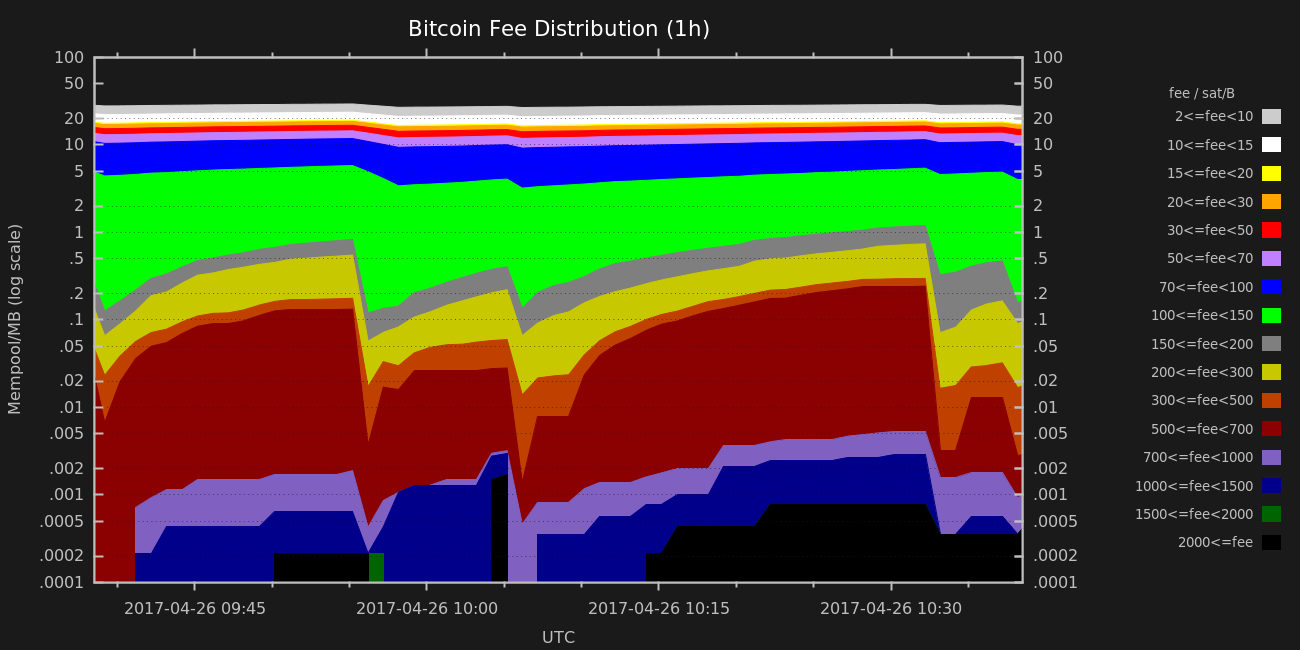 Bitcoin Fee Distribution (1h)
Mempool/MB (log scale)
100
50
20
10
5
2
1
.5
.2
.1
.05
.02
.01
.005
.002
.001
.0005
.0002
.0001
100
50
20
10
5
2
1
.5
.2
.1
.05
.02
.01
.005
.002
.001
.0005
.0002
.0001
2017-04-26 09:45
2017-04-26 10:00
2017-04-26 10:15
2017-04-26 10:30
UTC
fee / sat/B
2<=fee<10
10<=fee<15
15<=fee<20
20<=fee<30
30<=fee<50
50<=fee<70
70<=fee<100
100<=fee<150
150<=fee<200
200<=fee<300
300<=fee<500
500<=fee<700
700<=fee<1000
1000<=fee<1500
1500<=fee<2000
2000<=fee